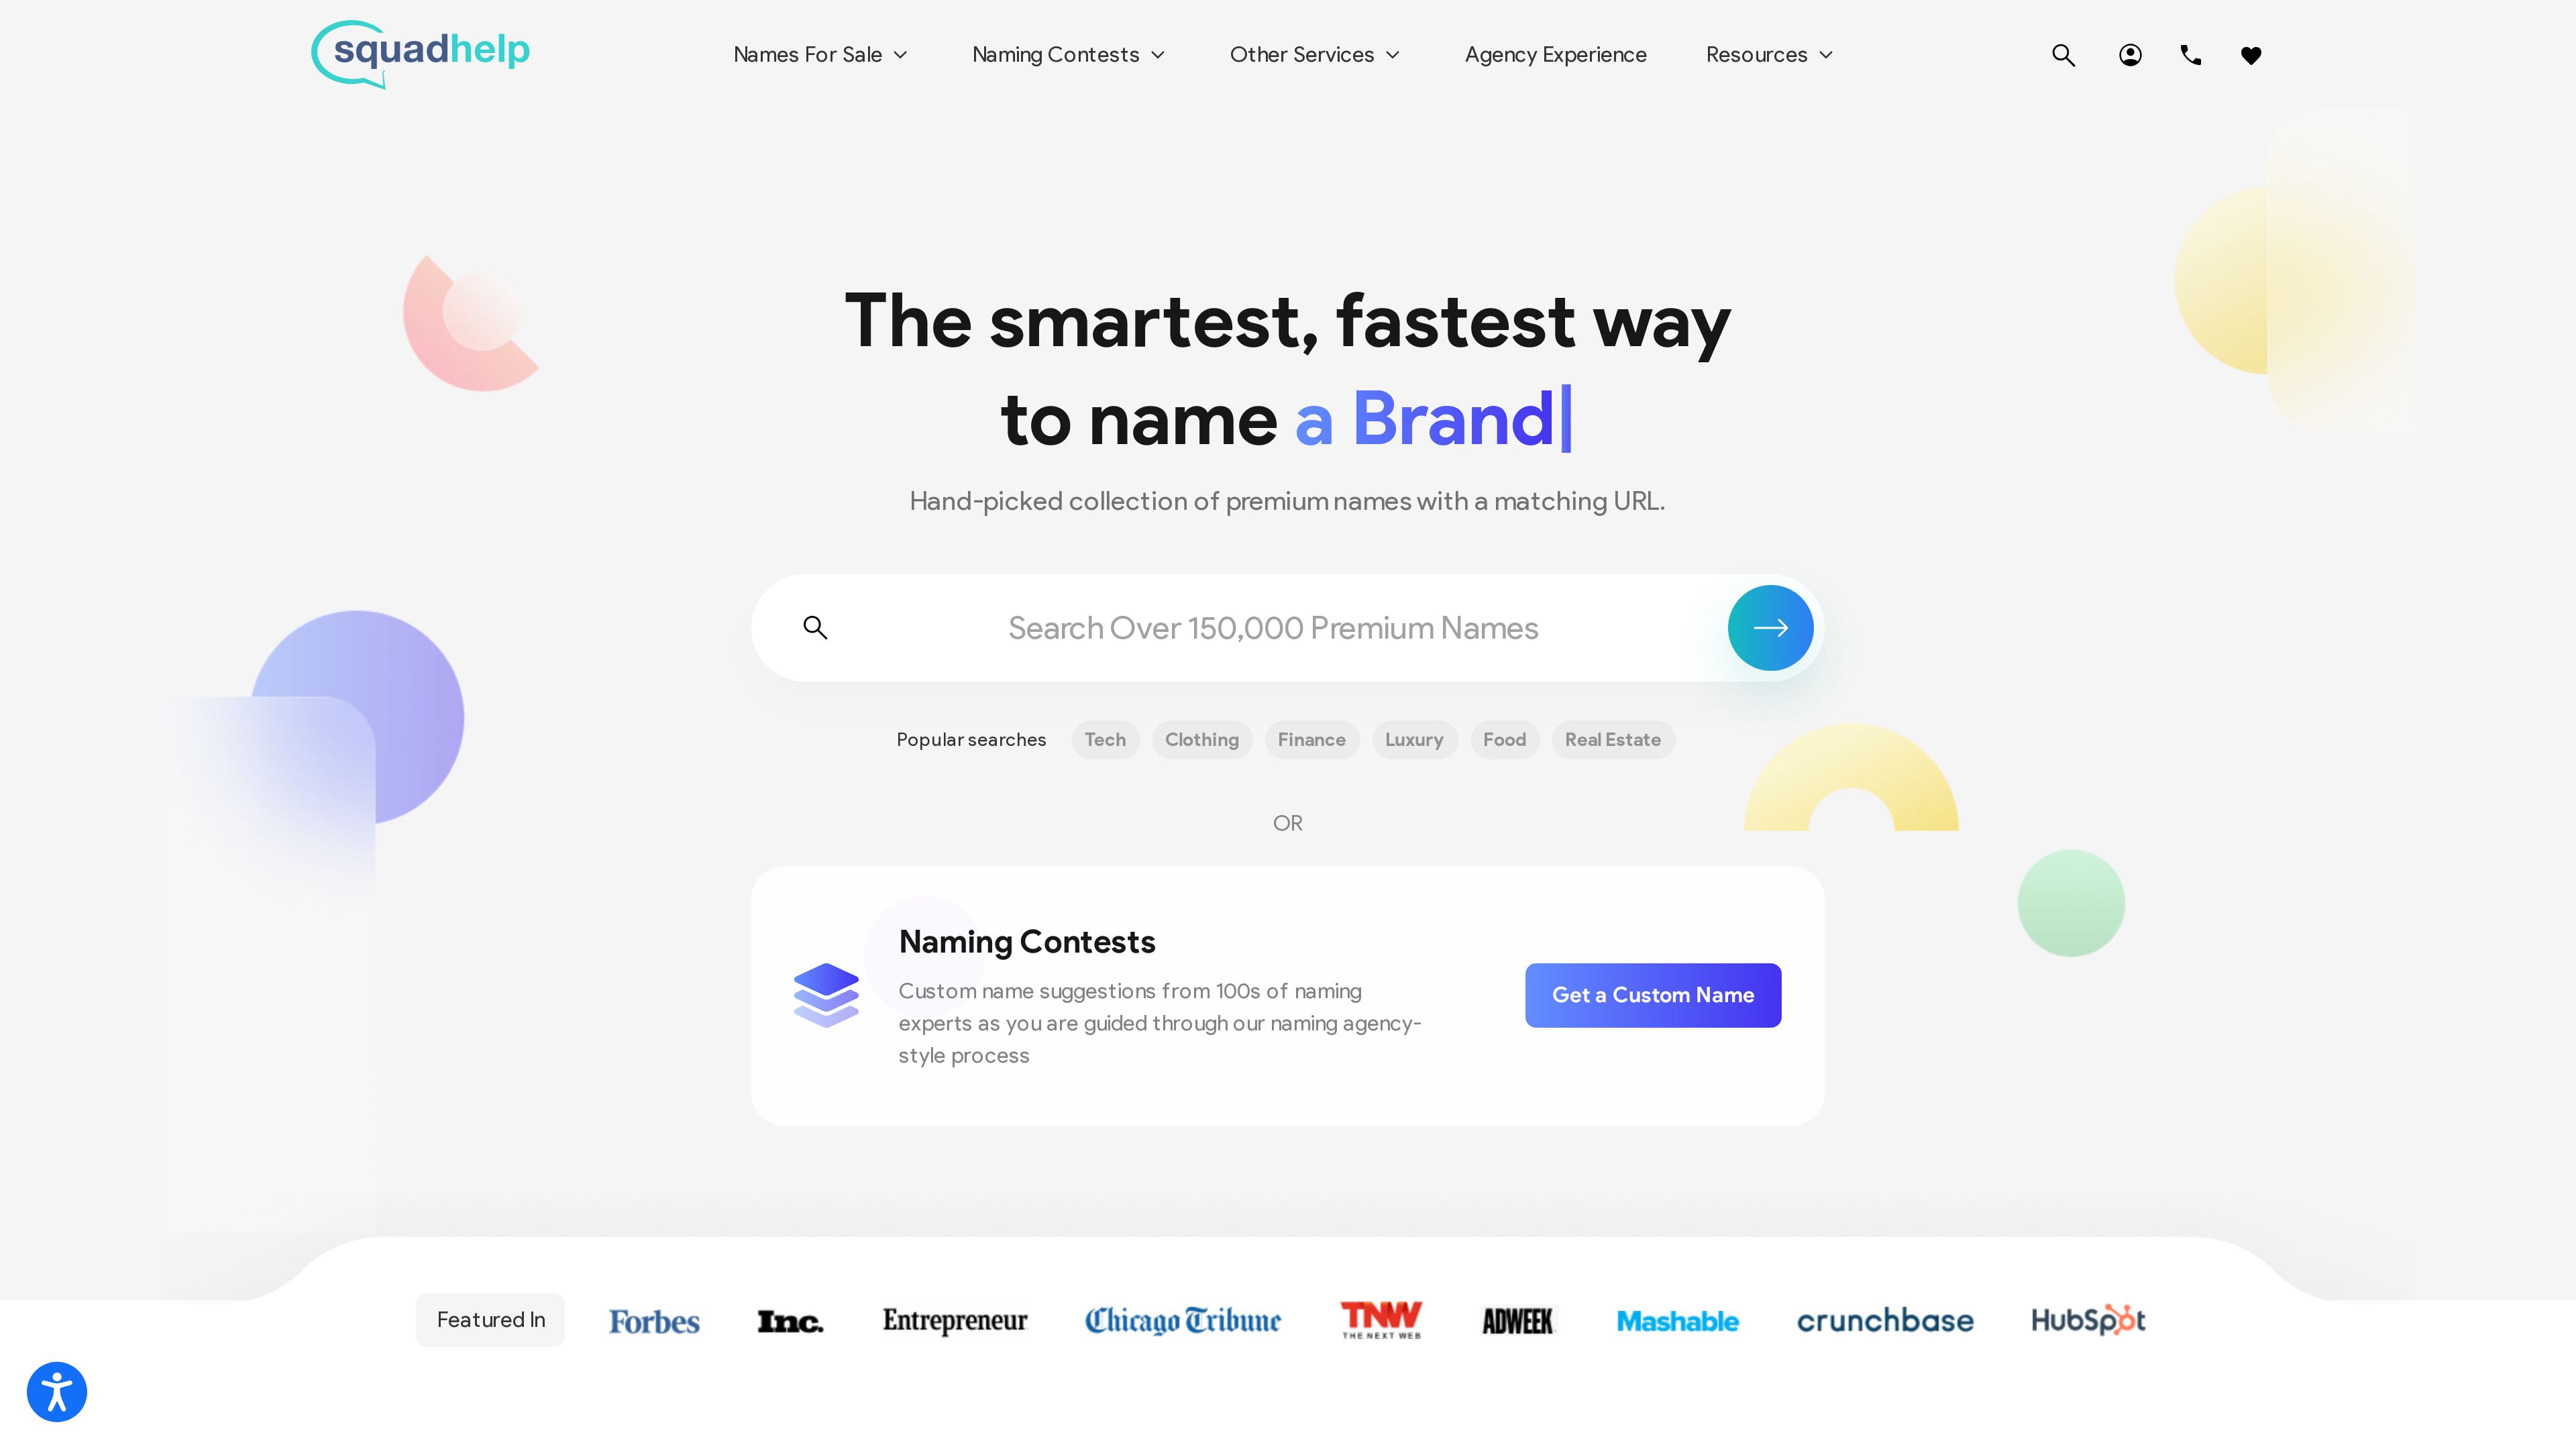 squadhelp
Names For Sale
Naming Contests
Other Services
Agency Experience
Resources
The smartest, fastest way
to name a Brand
Hand-picked collection of premium names with a matching URL.
Search Over 150,000 Premium Names
Popular searches
Tech
Clothing
Finance
Luxury
Food
Real Estate
OR
Naming Contests
Custom name suggestions from 100s of naming
experts as you are guided through our naming agency-
style process
Get a Custom Name
Featured In
Forbes
Inc.
Entrepreneur
Chicago Tribune
TNW
THE NEXT WEB
ADWEEK
Mashable
crunchbase
HubSpot